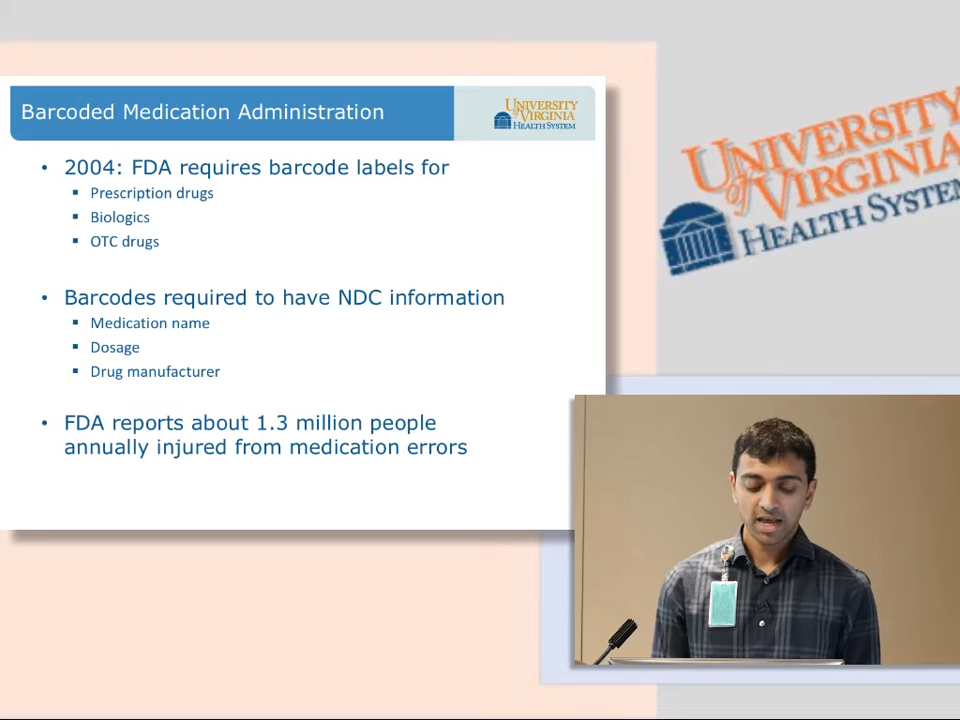 Barcoded Medication Administration
UNIVERSITY
of VIRGINIA
HEALTH SYSTEM
• 2004: FDA requires barcode labels for
▪ Prescription drugs
▪ Biologics
▪ OTC drugs
• Barcodes required to have NDC information
▪ Medication name
▪ Dosage
▪ Drug manufacturer
• FDA reports about 1.3 million people
annually injured from medication errors
UNIVERSITY
of VIRGINIA
HEALTH SYSTEM